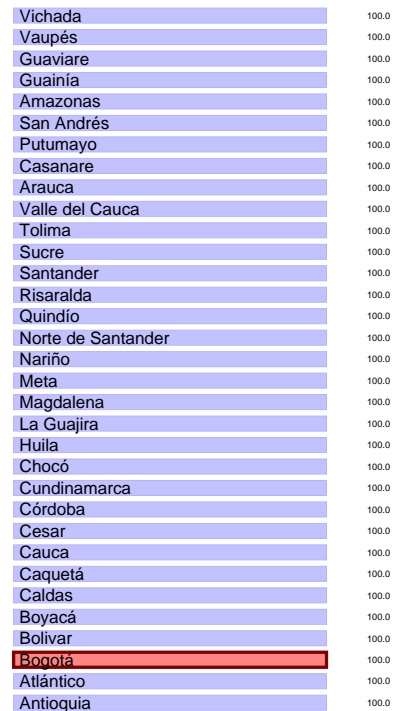 Vichada 100.0
Vaupés 100.0
Guaviare 100.0
Guainía 100.0
Amazonas 100.0
San Andrés 100.0
Putumayo 100.0
Casanare 100.0
Arauca 100.0
Valle del Cauca 100.0
Tolima 100.0
Sucre 100.0
Santander 100.0
Risaralda 100.0
Quindío 100.0
Norte de Santander 100.0
Nariño 100.0
Meta 100.0
Magdalena 100.0
La Guajira 100.0
Huila 100.0
Chocó 100.0
Cundinamarca 100.0
Córdoba 100.0
Cesar 100.0
Cauca 100.0
Caquetá 100.0
Caldas 100.0
Boyacá 100.0
Bolivar 100.0
Bogotá 100.0
Atlántico 100.0
Antioquia 100.0